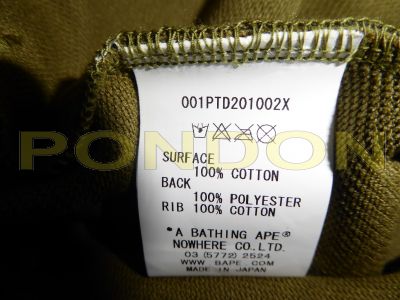 001PTD201002X
SURFACE
100% COTTON
BACK
100% POLYESTER
RIB 100% COTTON
*A BATHING APE®
NOWHERE CO.LTD.
03(5772)2524
WWW.BAPE.COM
MADE IN JAPAN
PONDON